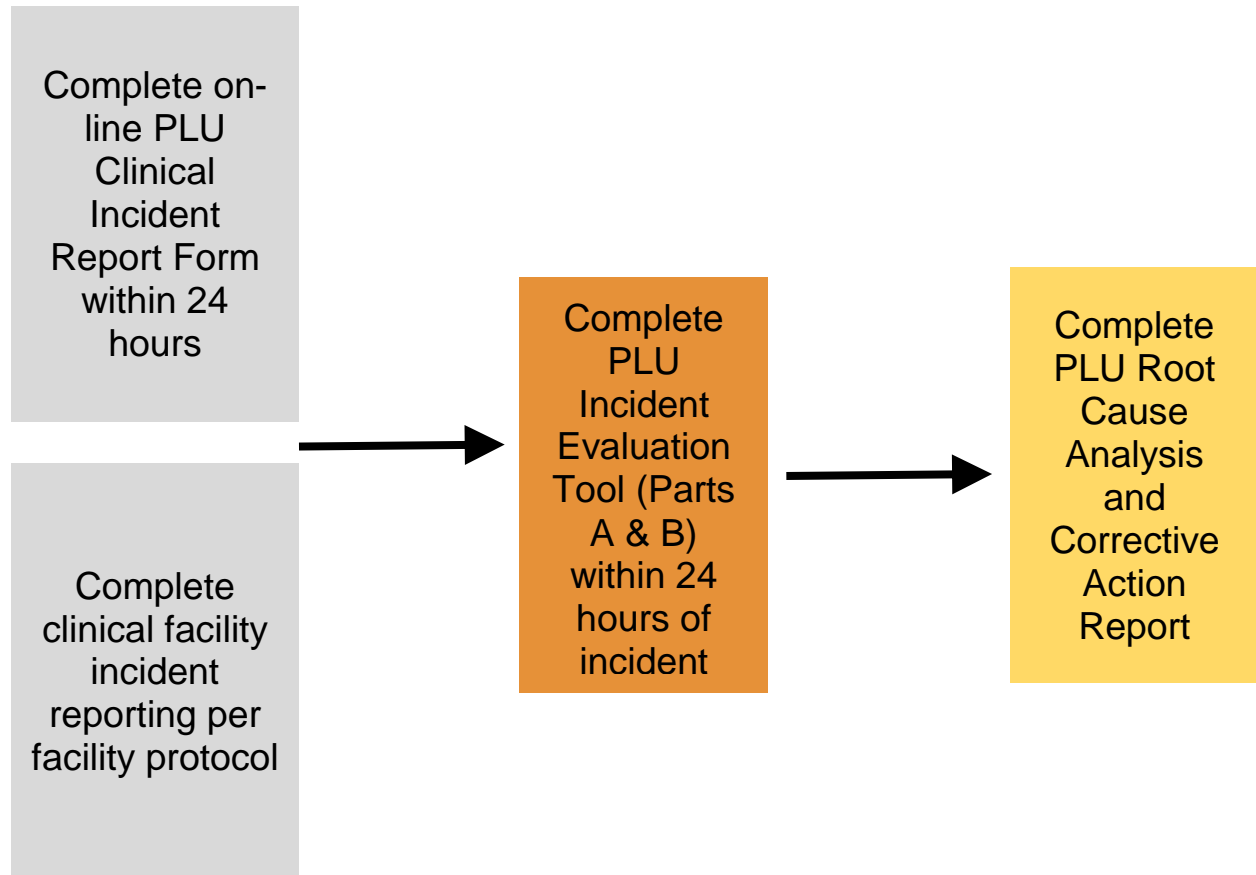 Complete on-
line PLU
Clinical
Incident
Report Form
within 24
hours
Complete
clinical facility
incident
reporting per
facility protocol
Complete
PLU
Incident
Evaluation
Tool (Parts
A & B)
within 24
hours of
incident
Complete
PLU Root
Cause
Analysis
and
Corrective
Action
Report